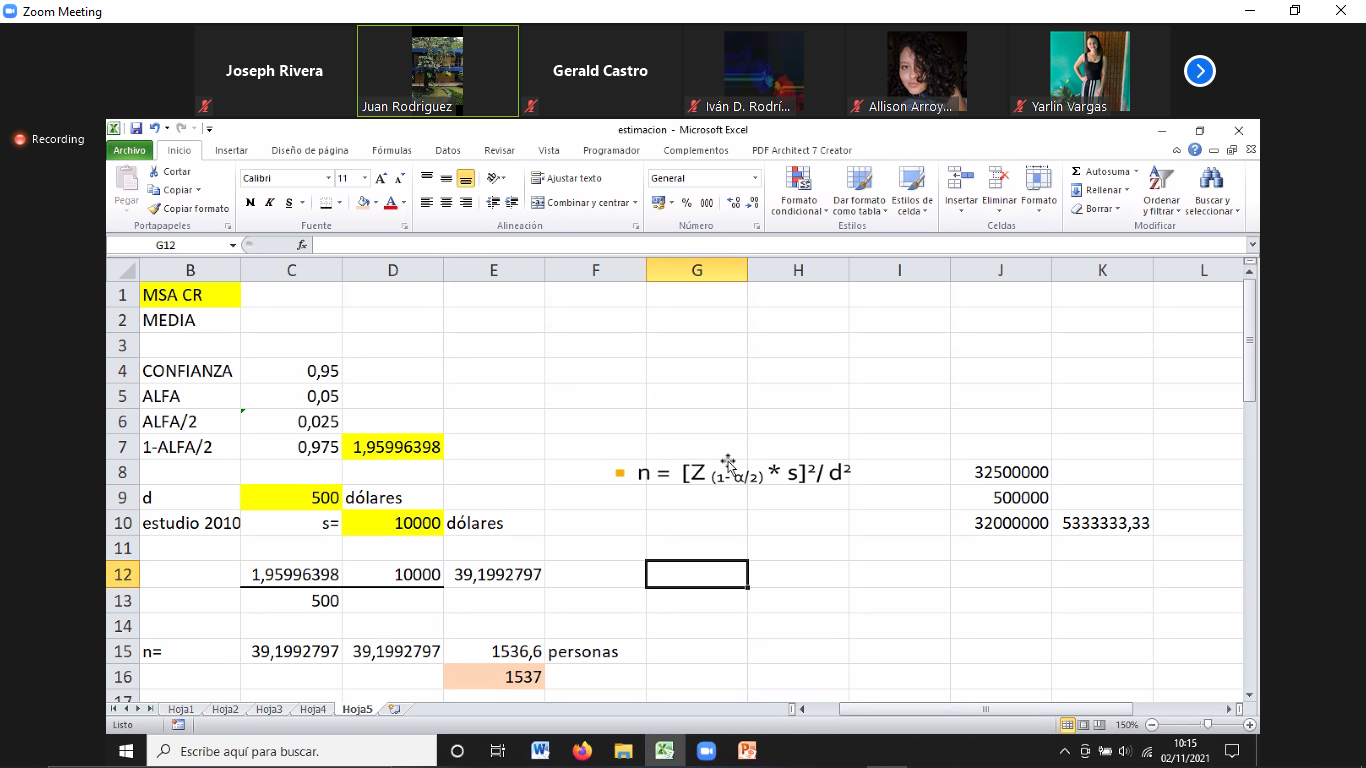 Zoom Meeting
Joseph Rivera
Juan Rodriguez
Gerald Castro
Iván D. Rodrí...
Allison Arroy...
Yarlin Vargas
Recording
estimacion - Microsoft Excel
Archivo Inicio Insertar Diseño de página Fórmulas Datos Revisar Vista Programador Complementos PDF Architect 7 Creator
Pegar
Cortar
Copiar
Copiar formato
Portapapeles
Calibri 11
N K S
Fuente
Ajustar texto
Combinar y centrar
Alineación
General
% 000
Número
Formato condicional
Dar formato como tabla
Estilos de celda
Estilos
Insertar Eliminar Formato
Celdas
Σ Autosuma
Rellenar
Borrar
Ordenar y filtrar
Buscar y seleccionar
Modificar
G12 fx
B C D E F G H I J K L
1 MSA CR
2 MEDIA
3
4 CONFIANZA 0,95
5 ALFA 0,05
6 ALFA/2 0,025
7 1-ALFA/2 0,975 1,95996398
8 n = [Z (1- α/2) * s]²/ d² 32500000
9 d 500 dólares 500000
10 estudio 2010 s= 10000 dólares 32000000 5333333,33
11
12 1,95996398 10000 39,1992797
13 500
14
15 n= 39,1992797 39,1992797 1536,6 personas
16 1537
17
Hoja1 Hoja2 Hoja3 Hoja4 Hoja5
Listo 150%
Escribe aquí para buscar.
10:15
02/11/2021